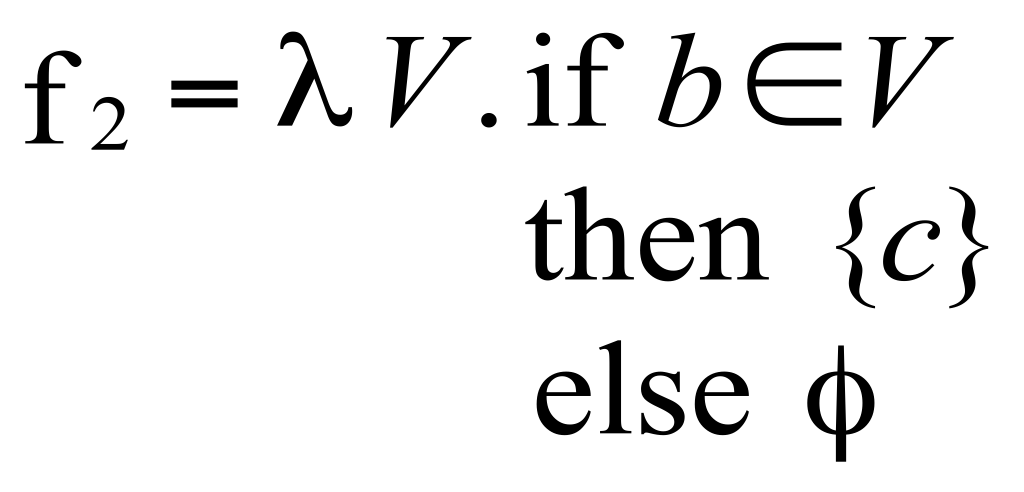 f₂ = λV.if b∈V
then {c}
else ϕ